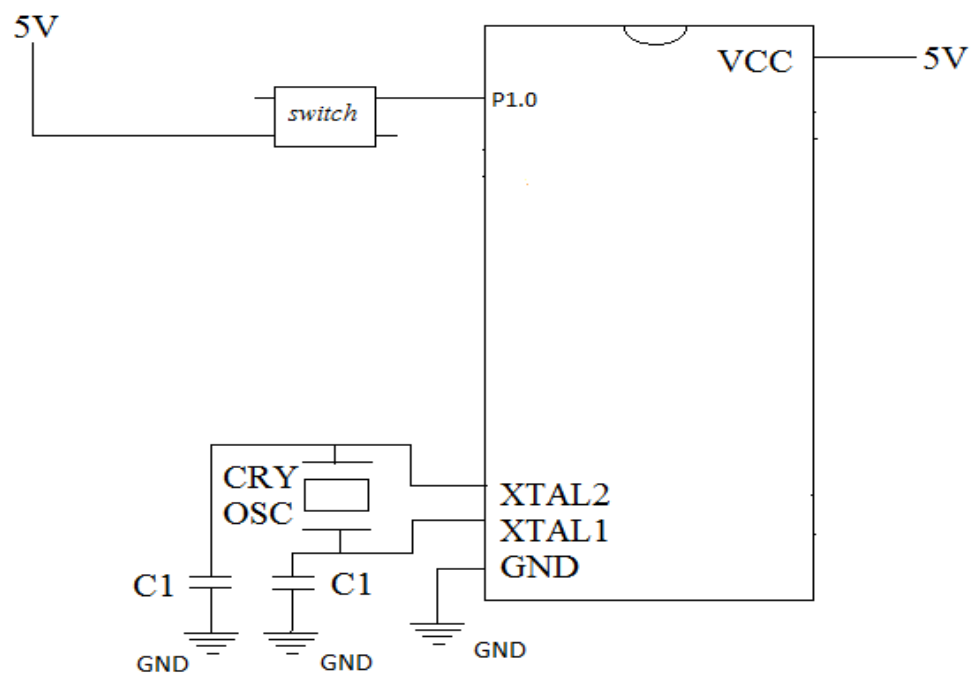 5V
VCC
5V
switch
P1.0
CRY
OSC
XTAL2
XTAL1
GND
C1
C1
GND
GND
GND